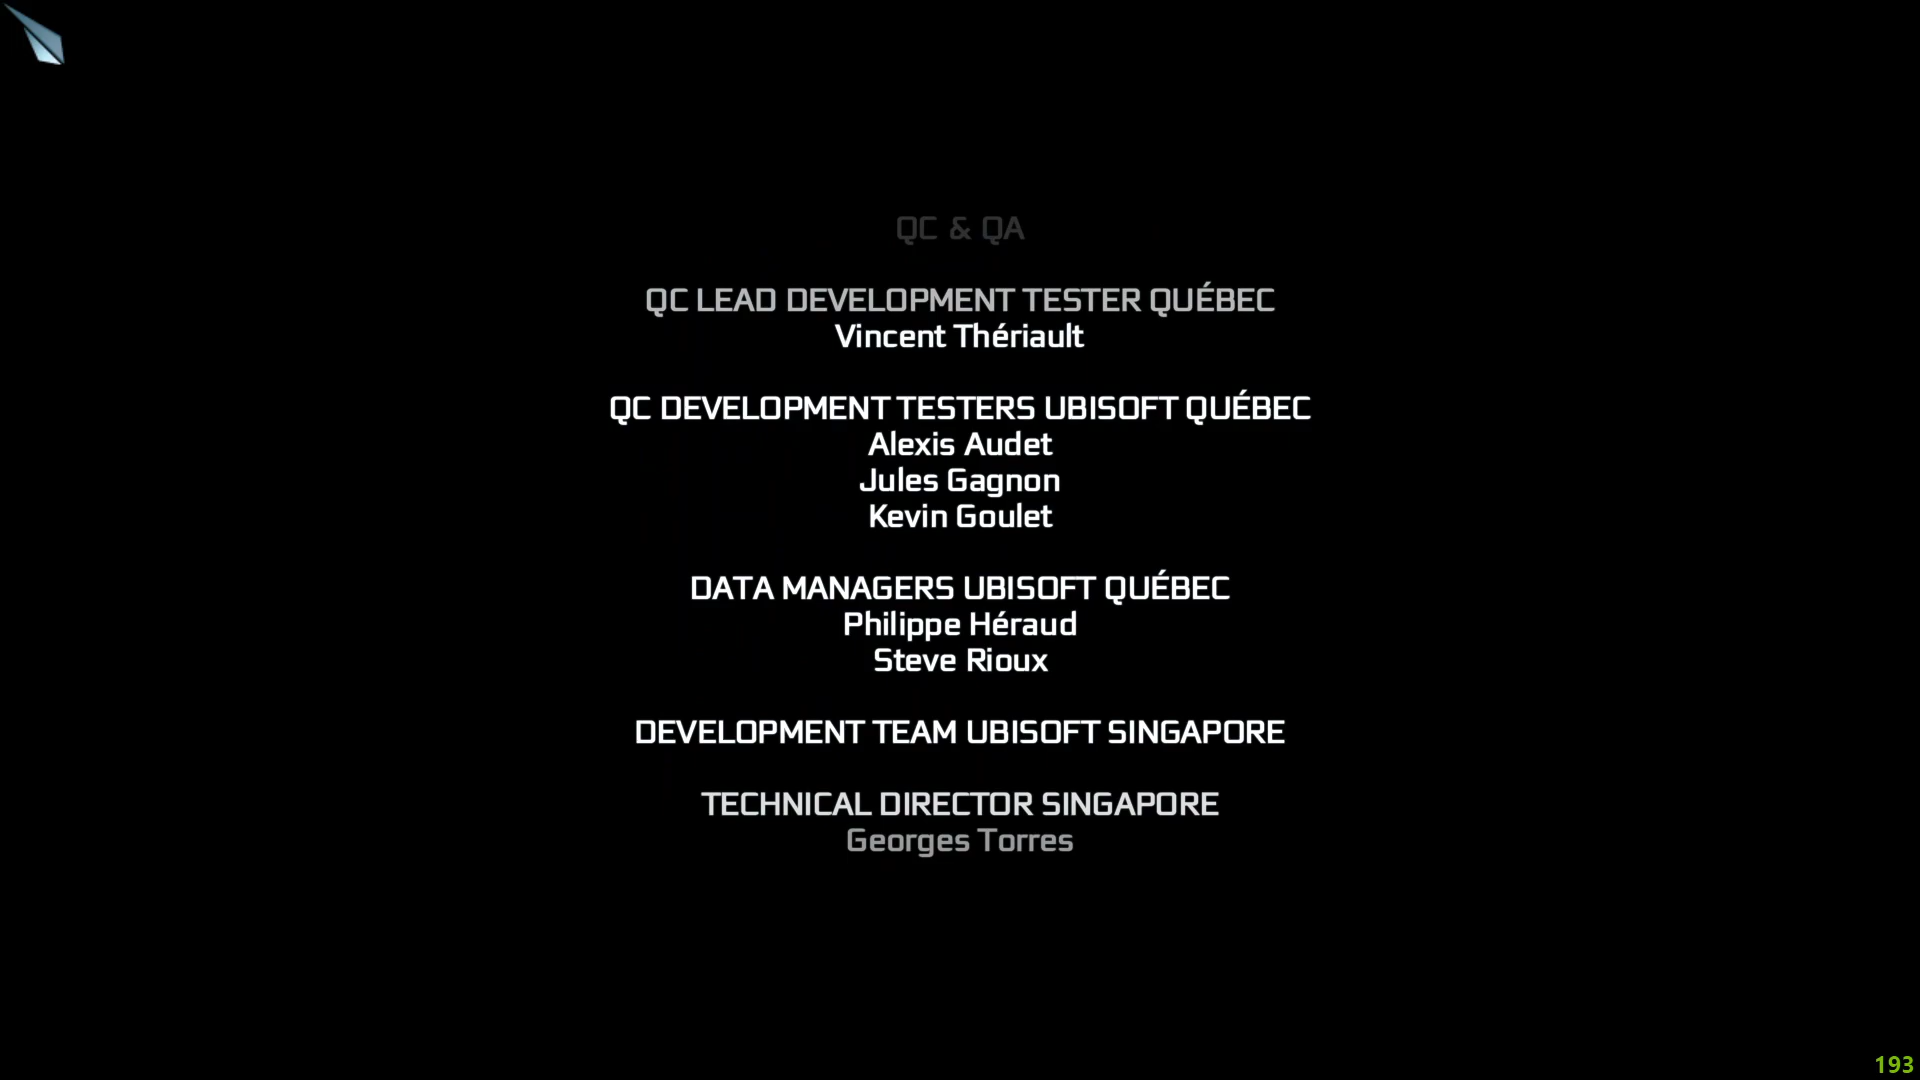 QC & QA
QC LEAD DEVELOPMENT TESTER QUÉBEC
Vincent Thériault
QC DEVELOPMENT TESTERS UBISOFT QUÉBEC
Alexis Audet
Jules Gagnon
Kevin Goulet
DATA MANAGERS UBISOFT QUÉBEC
Philippe Héraud
Steve Rioux
DEVELOPMENT TEAM UBISOFT SINGAPORE
TECHNICAL DIRECTOR SINGAPORE
Georges Torres
193